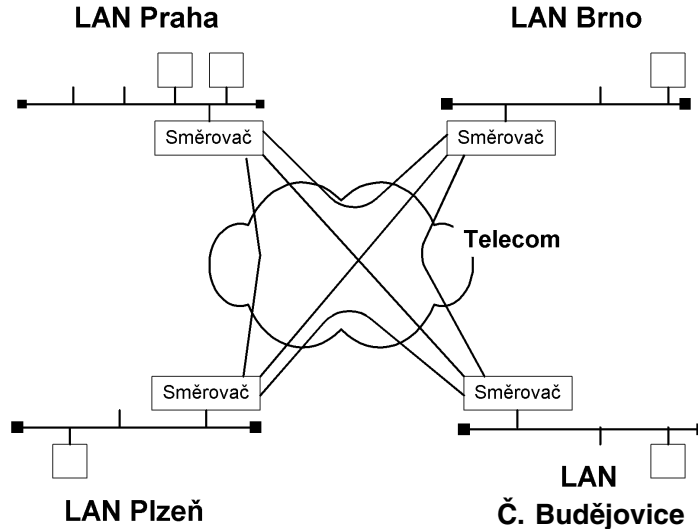 LAN Praha
LAN Brno
Směrovač
Směrovač
Telecom
Směrovač
Směrovač
LAN Plzeň
LAN
Č. Budějovice